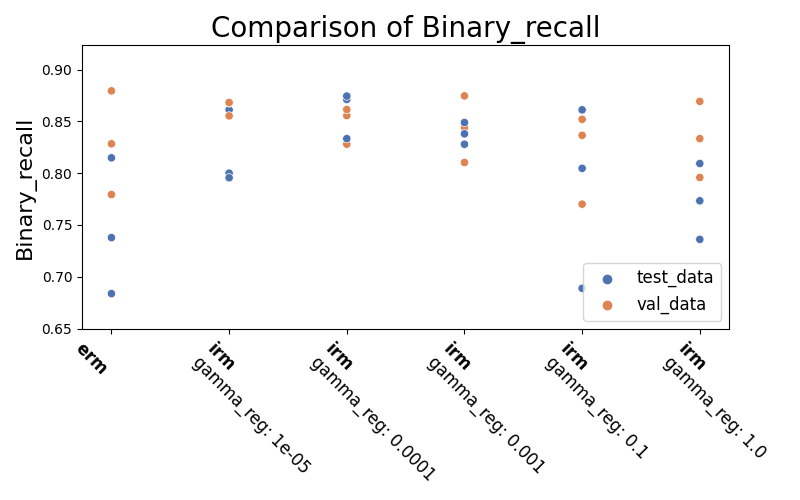 Comparison of Binary_recall
Binary_recall
0.90
0.85
0.80
0.75
0.70
0.65
test_data
val_data
erm
irm
gamma_reg: 1e-05
irm
gamma_reg: 0.0001
irm
gamma_reg: 0.001
irm
gamma_reg: 0.1
irm
gamma_reg: 1.0